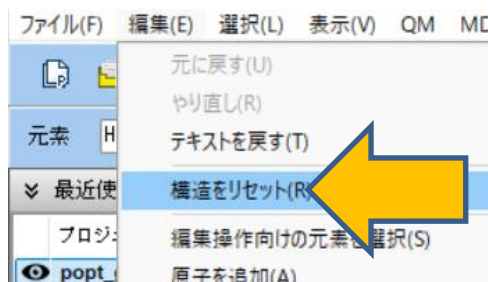 ファイル(F) 編集(E) 選択(L) 表示(V) QM MD
元に戻す(U)
やり直し(R)
元素 H テキストを戻す(T)
最近使 構造をリセット(R
プロジ 編集操作向けの元素を選択(S)
popt_ 原子を追加(A)